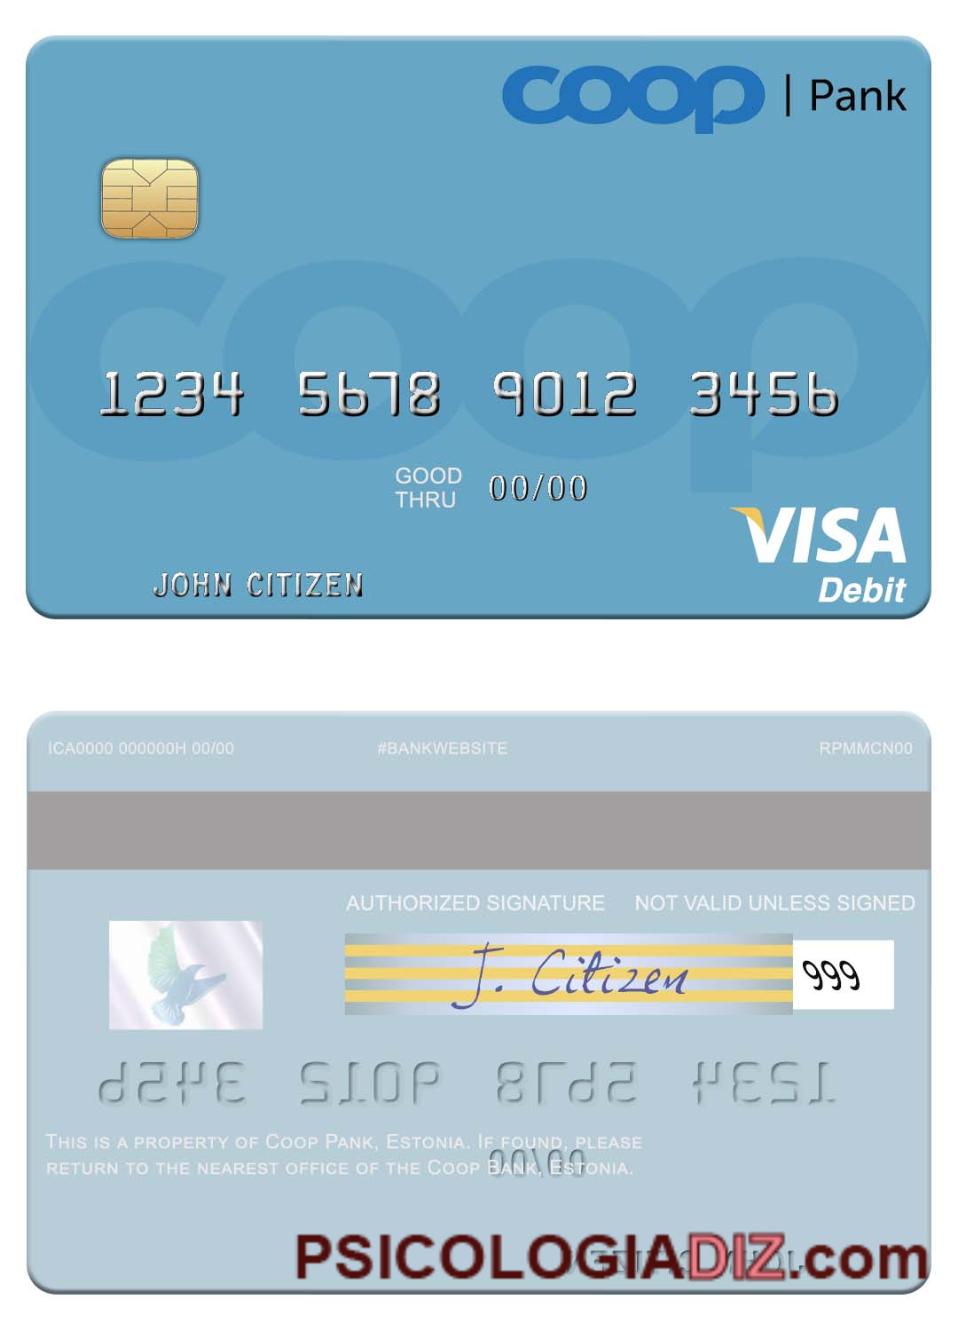 coop | Pank
1234 5678 9012 3456
GOOD
THRU 00/00
VISA
Debit
JOHN CITIZEN
ICA0000 000000H 00/00 #BANKWEBSITE RPMMCN00
AUTHORIZED SIGNATURE NOT VALID UNLESS SIGNED
J. Citizen 999
THIS IS A PROPERTY OF COOP PANK, ESTONIA. IF FOUND, PLEASE
RETURN TO THE NEAREST OFFICE OF THE COOP BANK, ESTONIA.
PSICOLOGIADIZ.com